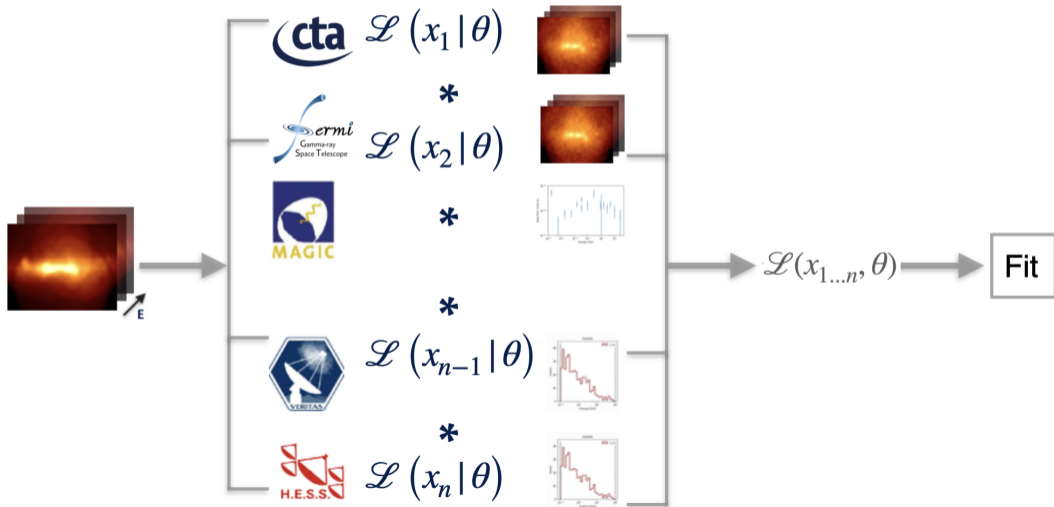 E
cta
ℒ (x₁|θ)
*
Fermi
Gamma-ray
Space Telescope
ℒ (x₂|θ)
MAGIC
*
*
VERITAS
ℒ (xₙ₋₁|θ)
*
H.E.S.S.
ℒ (xₙ|θ)
ℒ(x₁...ₙ, θ)
Fit